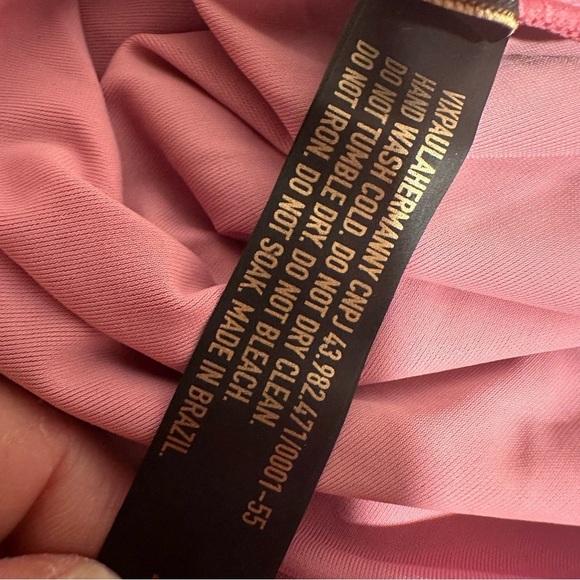 VIXPAULAHERMANNY CNPJ 43.982.471/0001-55
HAND WASH COLD. DO NOT DRY CLEAN.
DO NOT TUMBLE DRY. DO NOT BLEACH.
DO NOT IRON. DO NOT SOAK. MADE IN BRAZIL.